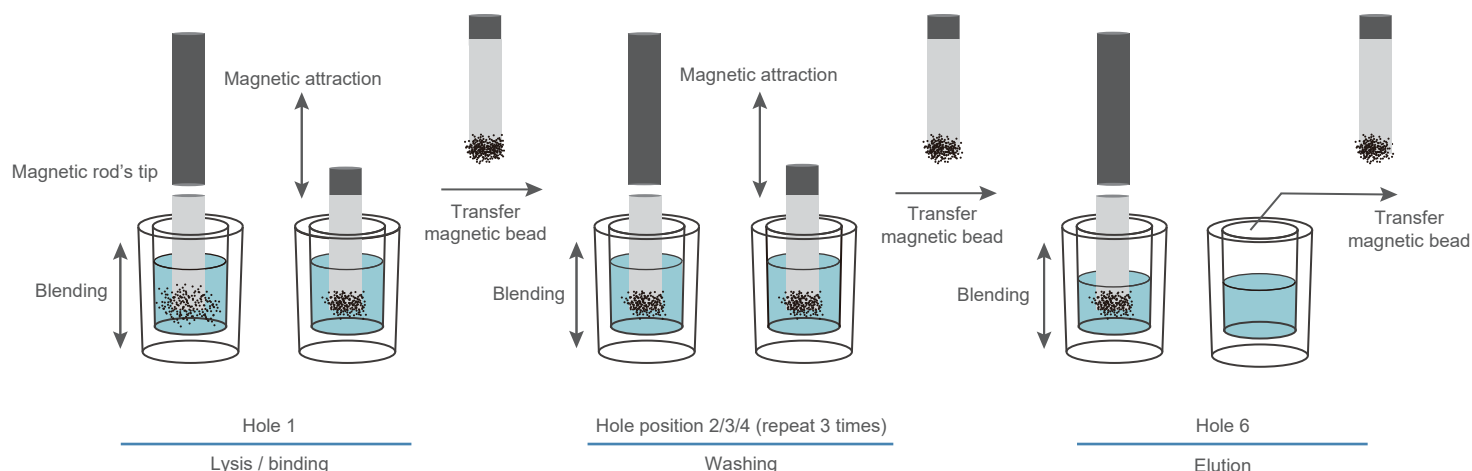 Magnetic attraction
Magnetic rod's tip
Blending
Transfer
magnetic bead
Hole 1
Lysis / binding
Magnetic attraction
Blending
Transfer
magnetic bead
Hole position 2/3/4 (repeat 3 times)
Washing
Blending
Transfer
magnetic bead
Hole 6
Elution